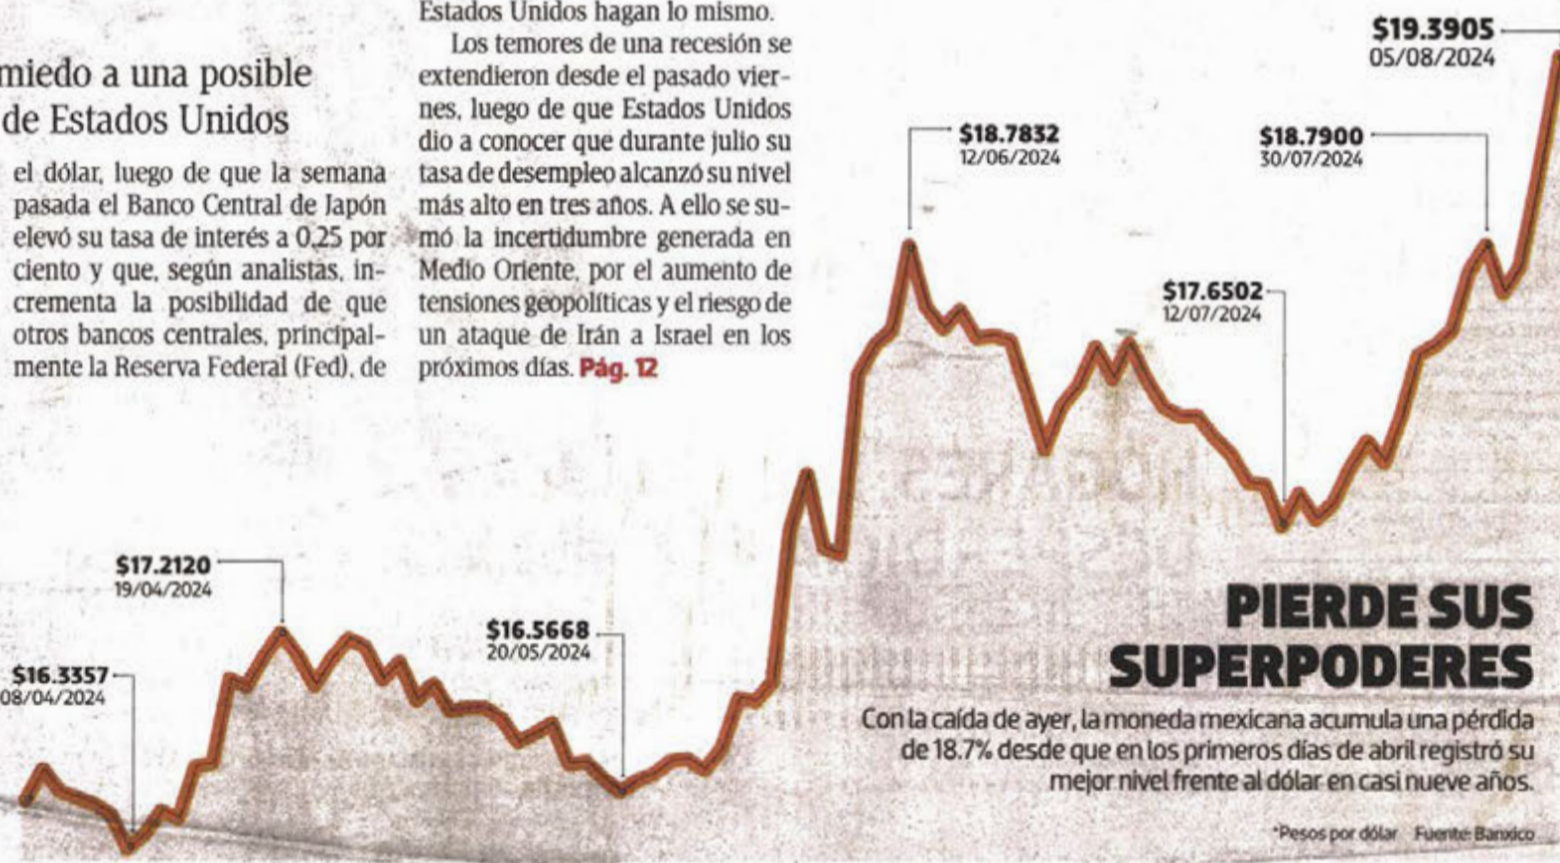 miedo a una posible
de Estados Unidos
el dólar, luego de que la semana
pasada el Banco Central de Japón
elevó su tasa de interés a 0.25 por
ciento y que, según analistas, in-
crementa la posibilidad de que
otros bancos centrales, principal-
mente la Reserva Federal (Fed), de
Estados Unidos hagan lo mismo.
Los temores de una recesión se
extendieron desde el pasado vier-
nes, luego de que Estados Unidos
dio a conocer que durante julio su
tasa de desempleo alcanzó su nivel
más alto en tres años. A ello se su-
mó la incertidumbre generada en
Medio Oriente, por el aumento de
tensiones geopolíticas y el riesgo de
un ataque de Irán a Israel en los
próximos días. Pág. 12
$16.3357
08/04/2024
$17.2120
19/04/2024
$16.5668
20/05/2024
$18.7832
12/06/2024
$17.6502
12/07/2024
$18.7900
30/07/2024
$19.3905
05/08/2024
PIERDE SUS
SUPERPODERES
Con la caída de ayer, la moneda mexicana acumula una pérdida
de 18.7% desde que en los primeros días de abril registró su
mejor nivel frente al dólar en casi nueve años.
*Pesos por dólar Fuente: Banxico